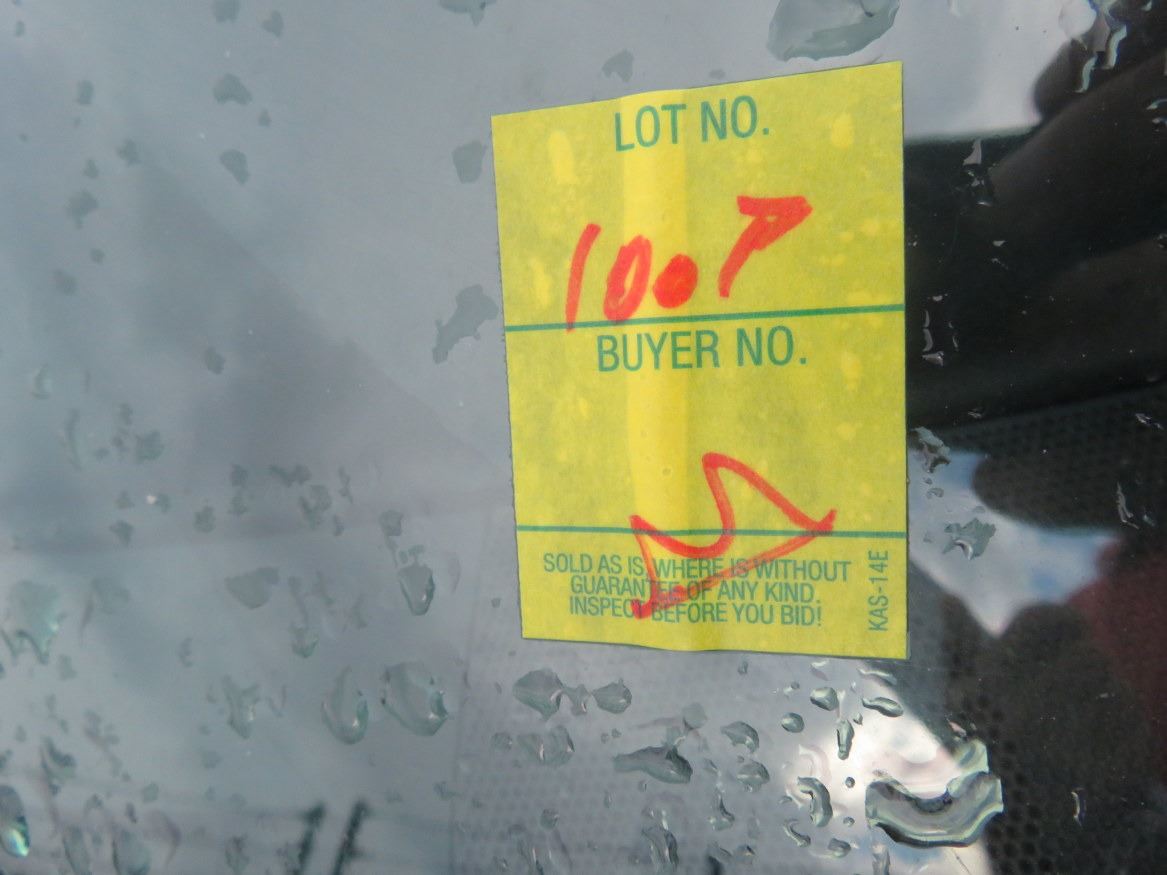 LOT NO.
1007
BUYER NO.
SOLD AS IS WHERE IS WITHOUT
GUARANTEE OF ANY KIND.
INSPECT BEFORE YOU BID!
KAS-14E